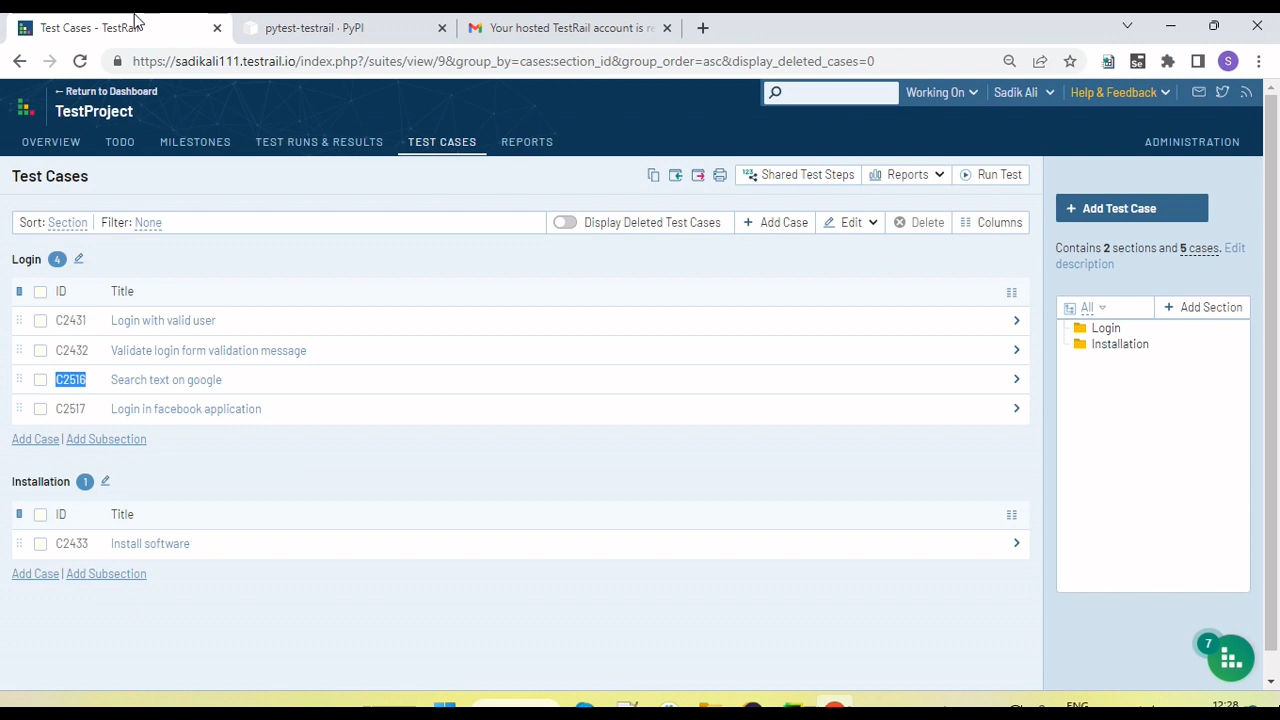 Test Cases - TestRail
pytest-testrail · PyPI
Your hosted TestRail account is re
https://sadikali111.testrail.io/index.php?/suites/view/8&group_by=cases:section_id&group_order=asc&display_deleted_cases=0
S
← Return to Dashboard
TestProject
Working On
Sadik Ali
Help & Feedback
OVERVIEW
TODO
MILESTONES
TEST RUNS & RESULTS
TEST CASES
REPORTS
ADMINISTRATION
Test Cases
Shared Test Steps
Reports
Run Test
Sort: Section
Filter: None
Display Deleted Test Cases
+ Add Case
Edit
Delete
Columns
+ Add Test Case
Contains 2 sections and 5 cases. Edit
description
All
+ Add Section
Login
Installation
Login 4
ID Title
C2431 Login with valid user
C2432 Validate login form validation message
C2516 Search text on google
C2517 Login in facebook application
Add Case | Add Subsection
Installation 1
ID Title
C2433 Install software
Add Case | Add Subsection
7
ENG
12:28